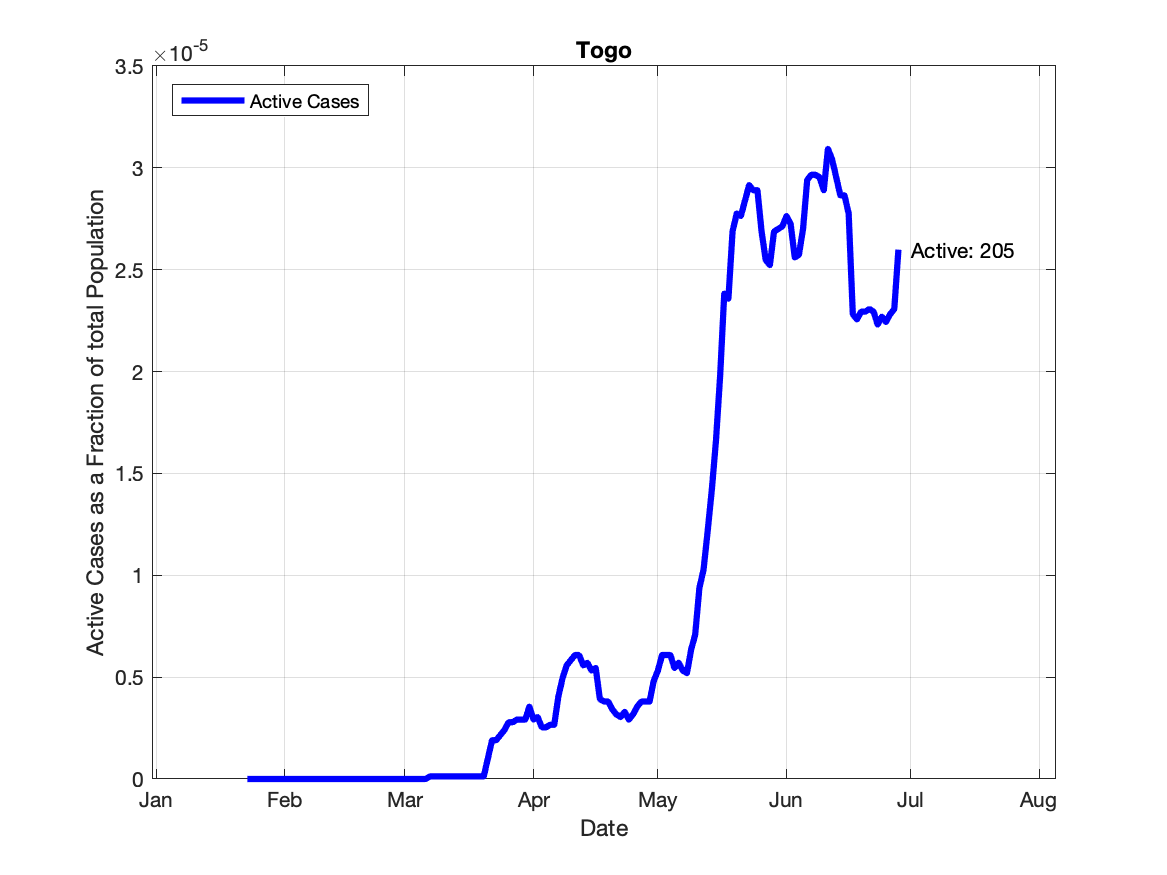 Togo
×10-5
3.5
3
2.5
2
1.5
1
0.5
0
Active Cases as a Fraction of total Population
Active Cases
Active: 205
Jan Feb Mar Apr May Jun Jul Aug
Date